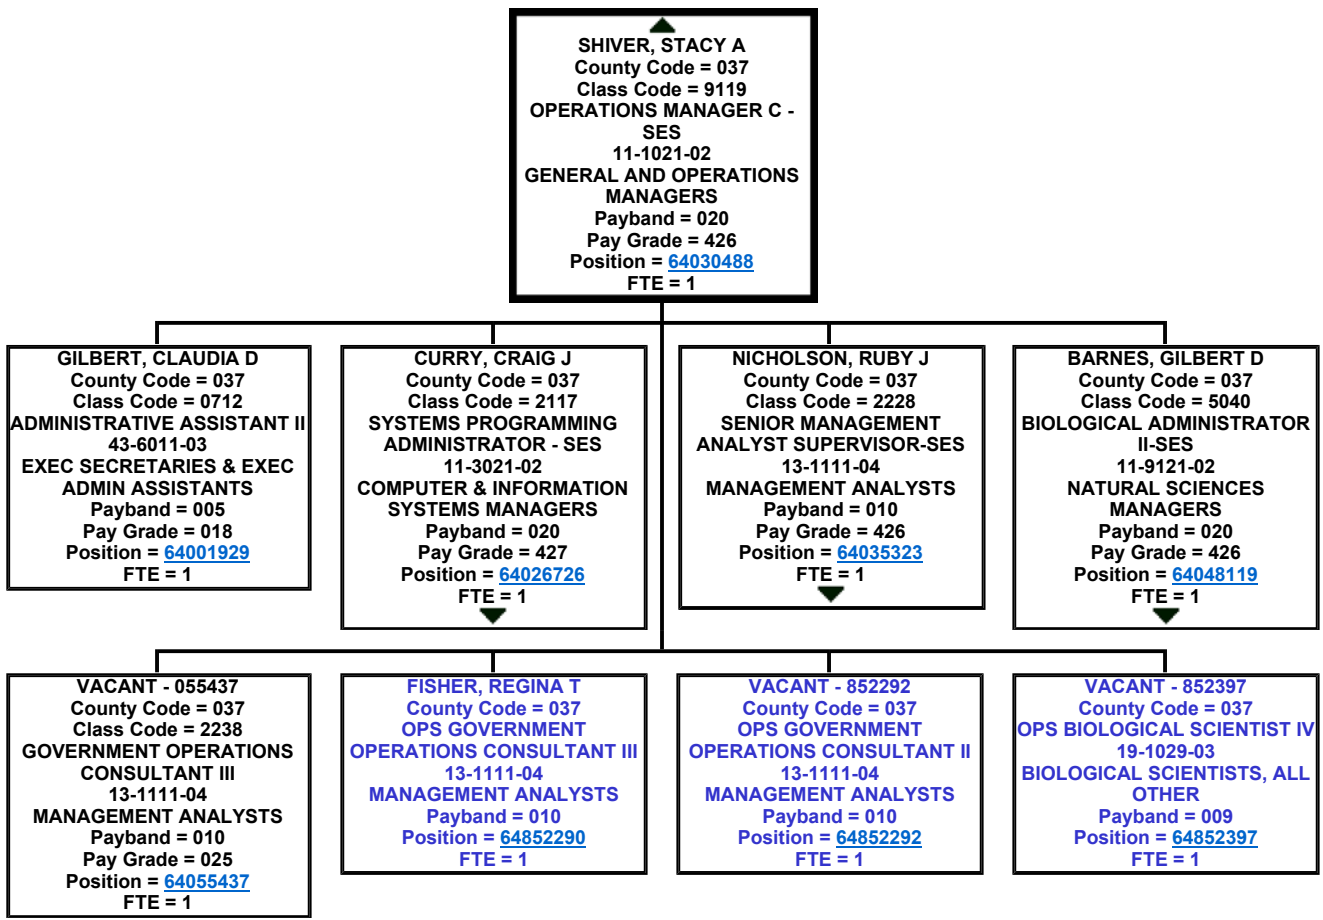 SHIVER, STACY A
County Code = 037
Class Code = 9119
OPERATIONS MANAGER C -
SES
11-1021-02
GENERAL AND OPERATIONS
MANAGERS
Payband = 020
Pay Grade = 426
Position = 64030488
FTE = 1
GILBERT, CLAUDIA D
County Code = 037
Class Code = 0712
ADMINISTRATIVE ASSISTANT II
43-6011-03
EXEC SECRETARIES & EXEC
ADMIN ASSISTANTS
Payband = 005
Pay Grade = 018
Position = 64001929
FTE = 1
CURRY, CRAIG J
County Code = 037
Class Code = 2117
SYSTEMS PROGRAMMING
ADMINISTRATOR - SES
11-3021-02
COMPUTER & INFORMATION
SYSTEMS MANAGERS
Payband = 020
Pay Grade = 427
Position = 64026726
FTE = 1
NICHOLSON, RUBY J
County Code = 037
Class Code = 2228
SENIOR MANAGEMENT
ANALYST SUPERVISOR-SES
13-1111-04
MANAGEMENT ANALYSTS
Payband = 010
Pay Grade = 426
Position = 64035323
FTE = 1
BARNES, GILBERT D
County Code = 037
Class Code = 5040
BIOLOGICAL ADMINISTRATOR
II-SES
11-9121-02
NATURAL SCIENCES
MANAGERS
Payband = 020
Pay Grade = 426
Position = 64048119
FTE = 1
VACANT - 055437
County Code = 037
Class Code = 2238
GOVERNMENT OPERATIONS
CONSULTANT III
13-1111-04
MANAGEMENT ANALYSTS
Payband = 010
Pay Grade = 025
Position = 64055437
FTE = 1
FISHER, REGINA T
County Code = 037
OPS GOVERNMENT
OPERATIONS CONSULTANT III
13-1111-04
MANAGEMENT ANALYSTS
Payband = 010
Position = 64852290
FTE = 1
VACANT - 852292
County Code = 037
OPS GOVERNMENT
OPERATIONS CONSULTANT II
13-1111-04
MANAGEMENT ANALYSTS
Payband = 010
Position = 64852292
FTE = 1
VACANT - 852397
County Code = 037
OPS BIOLOGICAL SCIENTIST IV
19-1029-03
BIOLOGICAL SCIENTISTS, ALL
OTHER
Payband = 009
Position = 64852397
FTE = 1